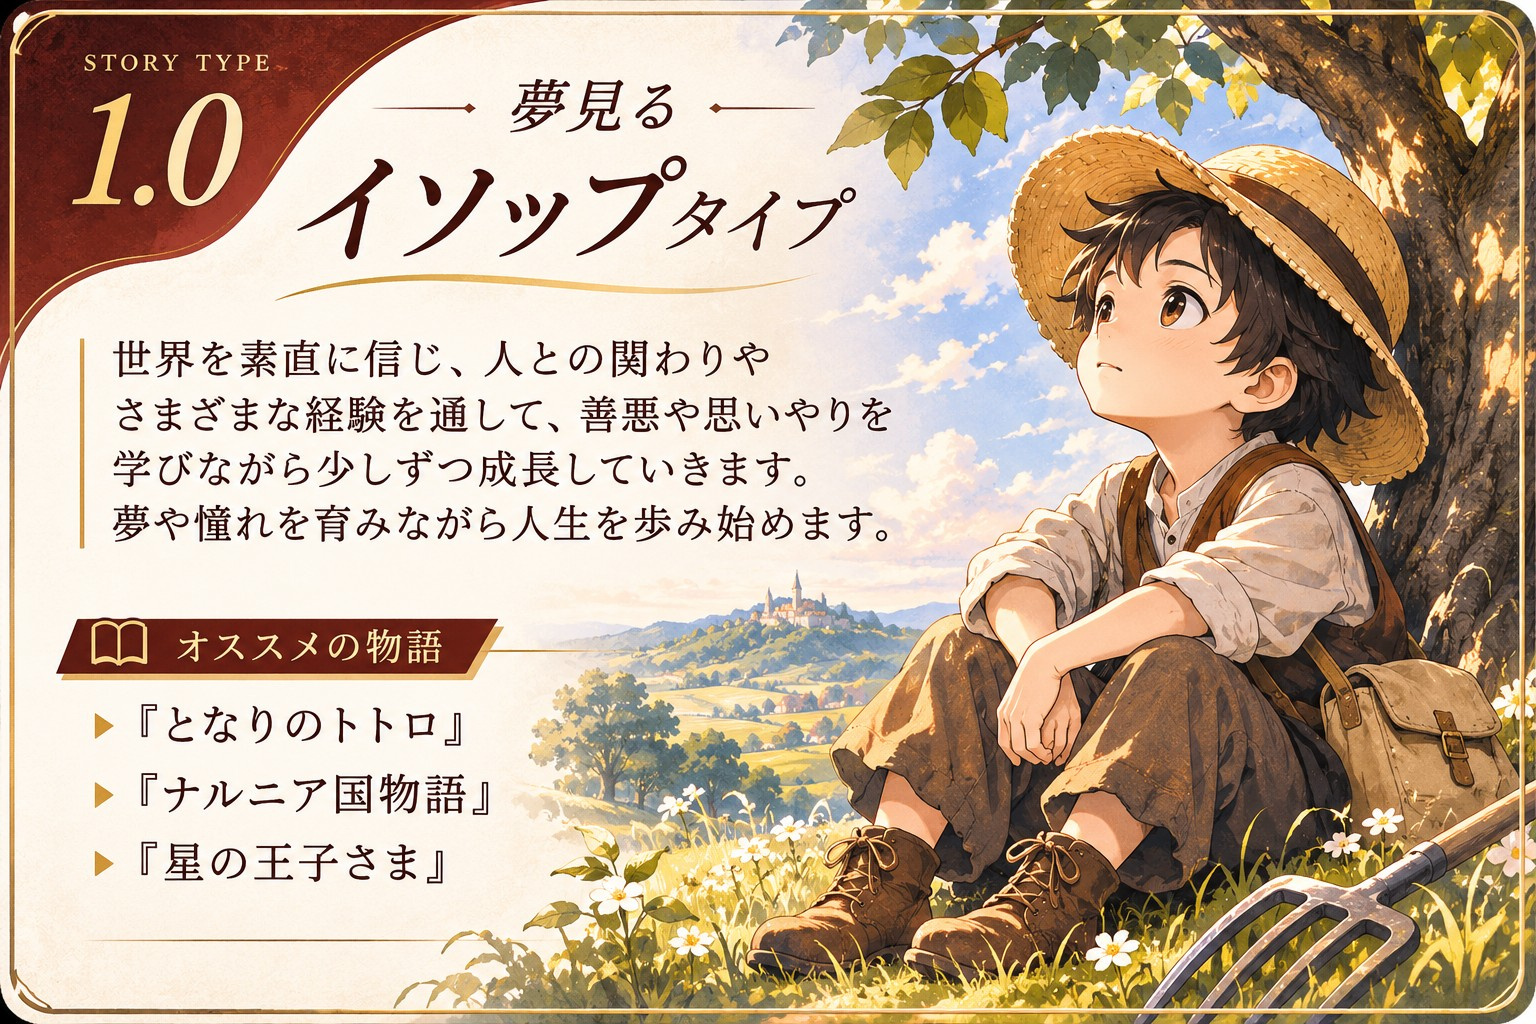 STORY TYPE
1.0
夢見る
イソップタイプ
世界を素直に信じ、人との関わりや
さまざまな経験を通して、善悪や思いやりを
学びながら少しずつ成長していきます。
夢や憧れを育みながら人生を歩み始めます。
オススメの物語
『となりのトトロ』
『ナルニア国物語』
『星の王子さま』